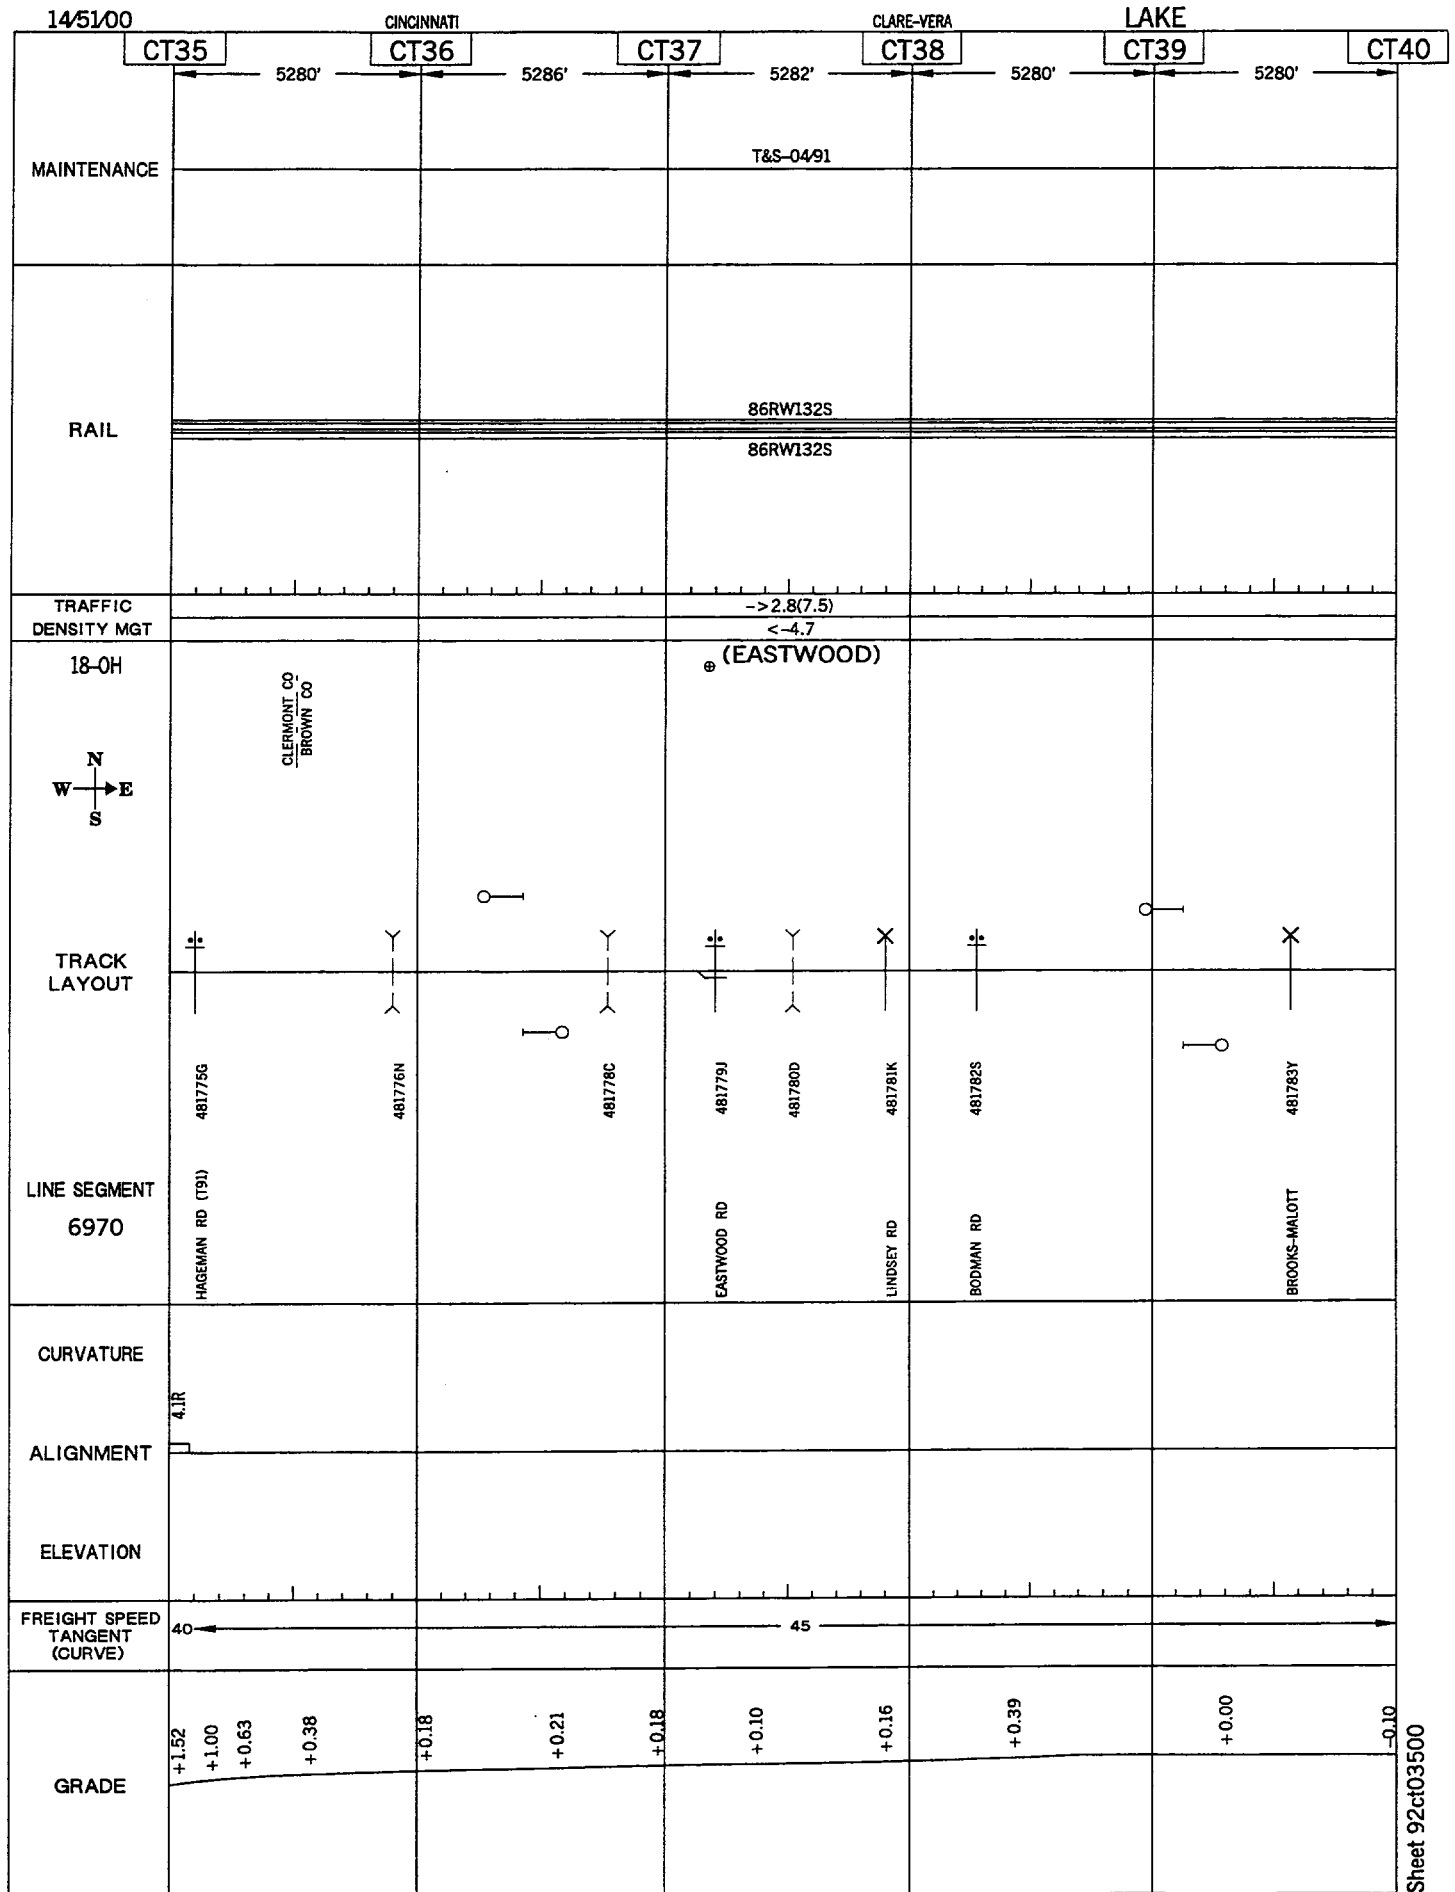 14/51/00
CINCINNATI
CLARE-VERA
LAKE
CT35
CT36
CT37
CT38
CT39
CT40
5280'
5286'
5282'
5280'
5280'
MAINTENANCE
T&S-04/91
RAIL
86RW132S
86RW132S
TRAFFIC
DENSITY MGT
->2.8(7.5)
<-4.7
18-OH
(EASTWOOD)
CLERMONT CO
BROWN CO
N
W
E
S
TRACK
LAYOUT
481775G
481776N
481778C
481779J
481780D
481781K
481782S
481783Y
LINE SEGMENT
6970
HAGEMAN RD (T91)
EASTWOOD RD
LINDSEY RD
BODMAN RD
BROOKS-MALOTT
CURVATURE
4.1R
ALIGNMENT
ELEVATION
FREIGHT SPEED
TANGENT
(CURVE)
40
45
GRADE
+1.52
+1.00
+0.63
+0.38
+0.18
+0.21
+0.18
+0.10
+0.16
+0.39
+0.00
-0.10
Sheet 92ct03500